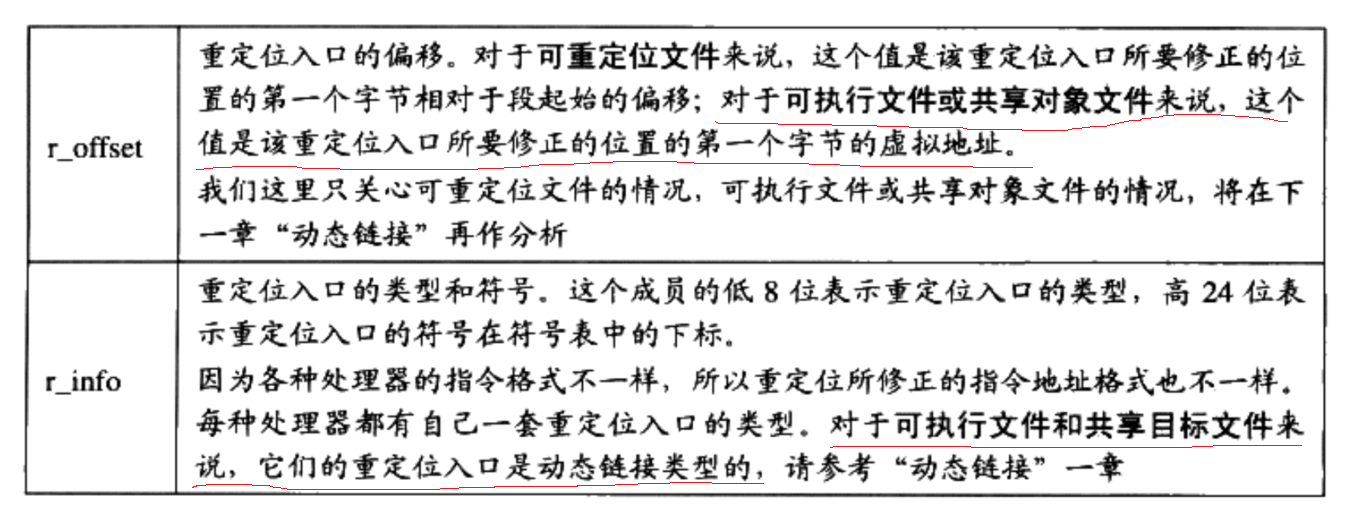 r_offset
重定位入口的偏移。对于可重定位文件来说，这个值是该重定位入口所要修正的位
置的第一个字节相对于段起始的偏移；对于可执行文件或共享对象文件来说，这个
值是该重定位入口所要修正的位置的第一个字节的虚拟地址。
我们这里只关心可重定位文件的情况，可执行文件或共享对象文件的情况，将在下
一章“动态链接”再作分析
r_info
重定位入口的类型和符号。这个成员的低 8 位表示重定位入口的类型，高 24 位表
示重定位入口的符号在符号表中的下标。
因为各种处理器的指令格式不一样，所以重定位所修正的指令地址格式也不一样。
每种处理器都有自己一套重定位入口的类型。对于可执行文件和共享目标文件来
说，它们的重定位入口是动态链接类型的，请参考“动态链接”一章